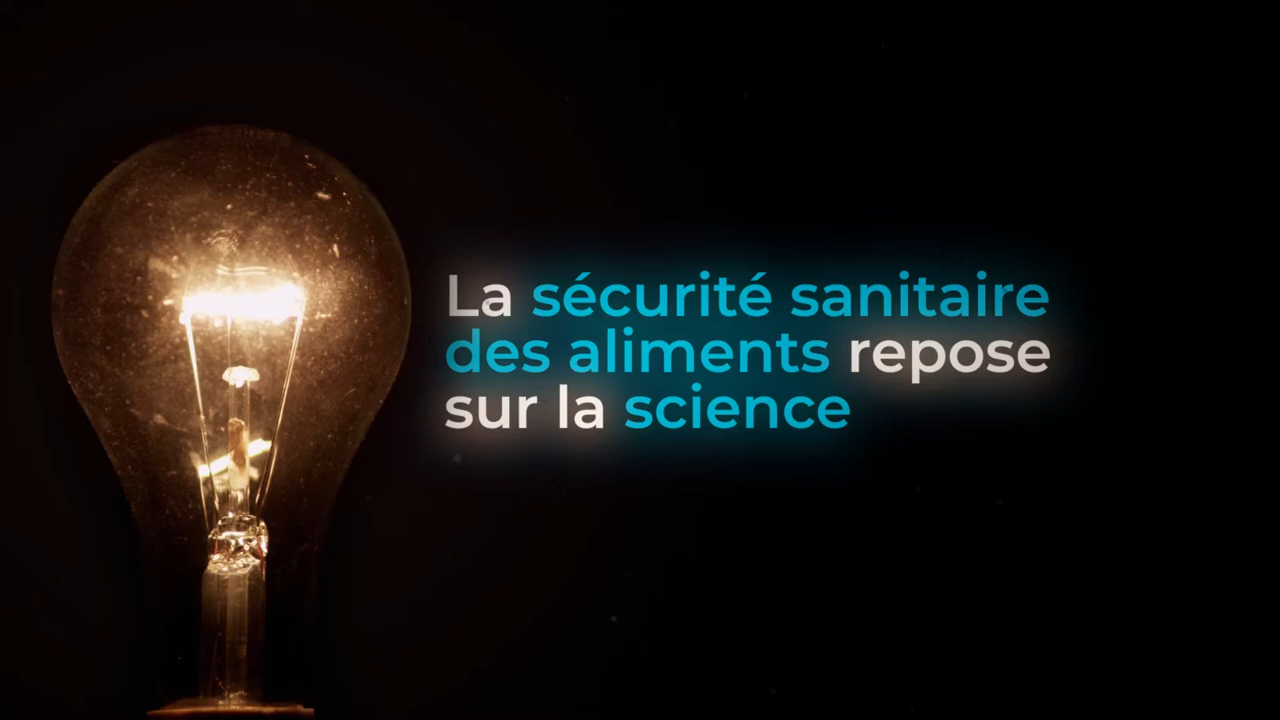 La sécurité sanitaire
des aliments repose
sur la science